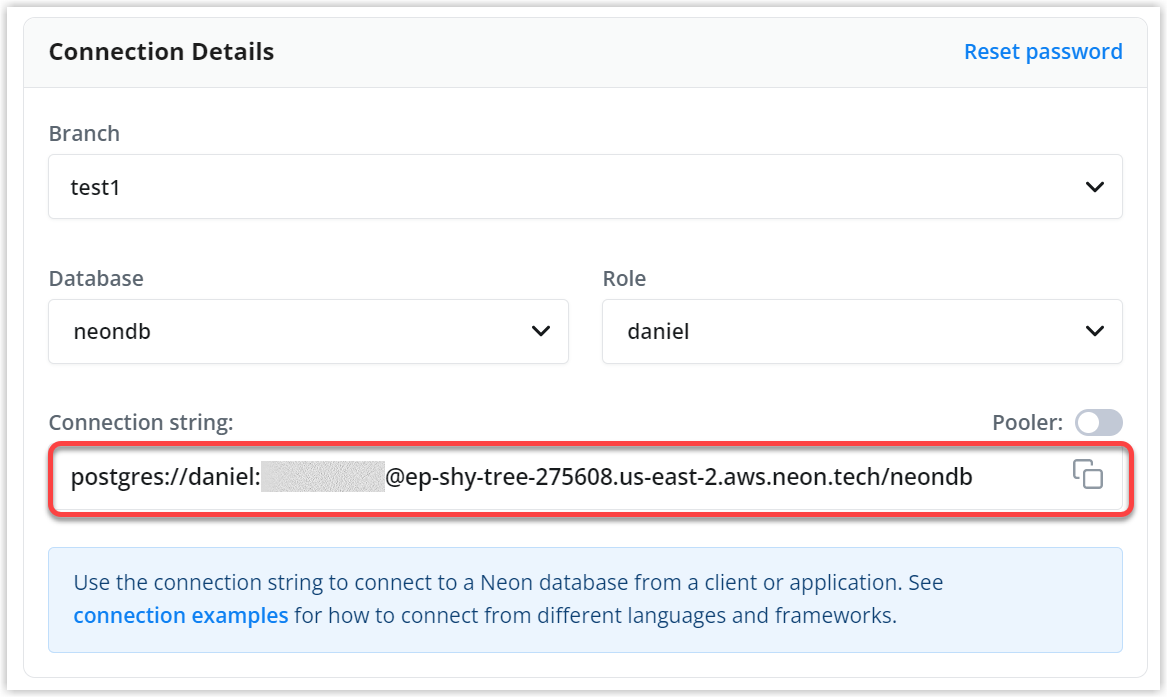 Connection Details
Reset password
Branch
test1
Database
Role
neondb
daniel
Connection string:
Pooler:
postgres://daniel: @ep-shy-tree-275608.us-east-2.aws.neon.tech/neondb
Use the connection string to connect to a Neon database from a client or application. See
connection examples for how to connect from different languages and frameworks.